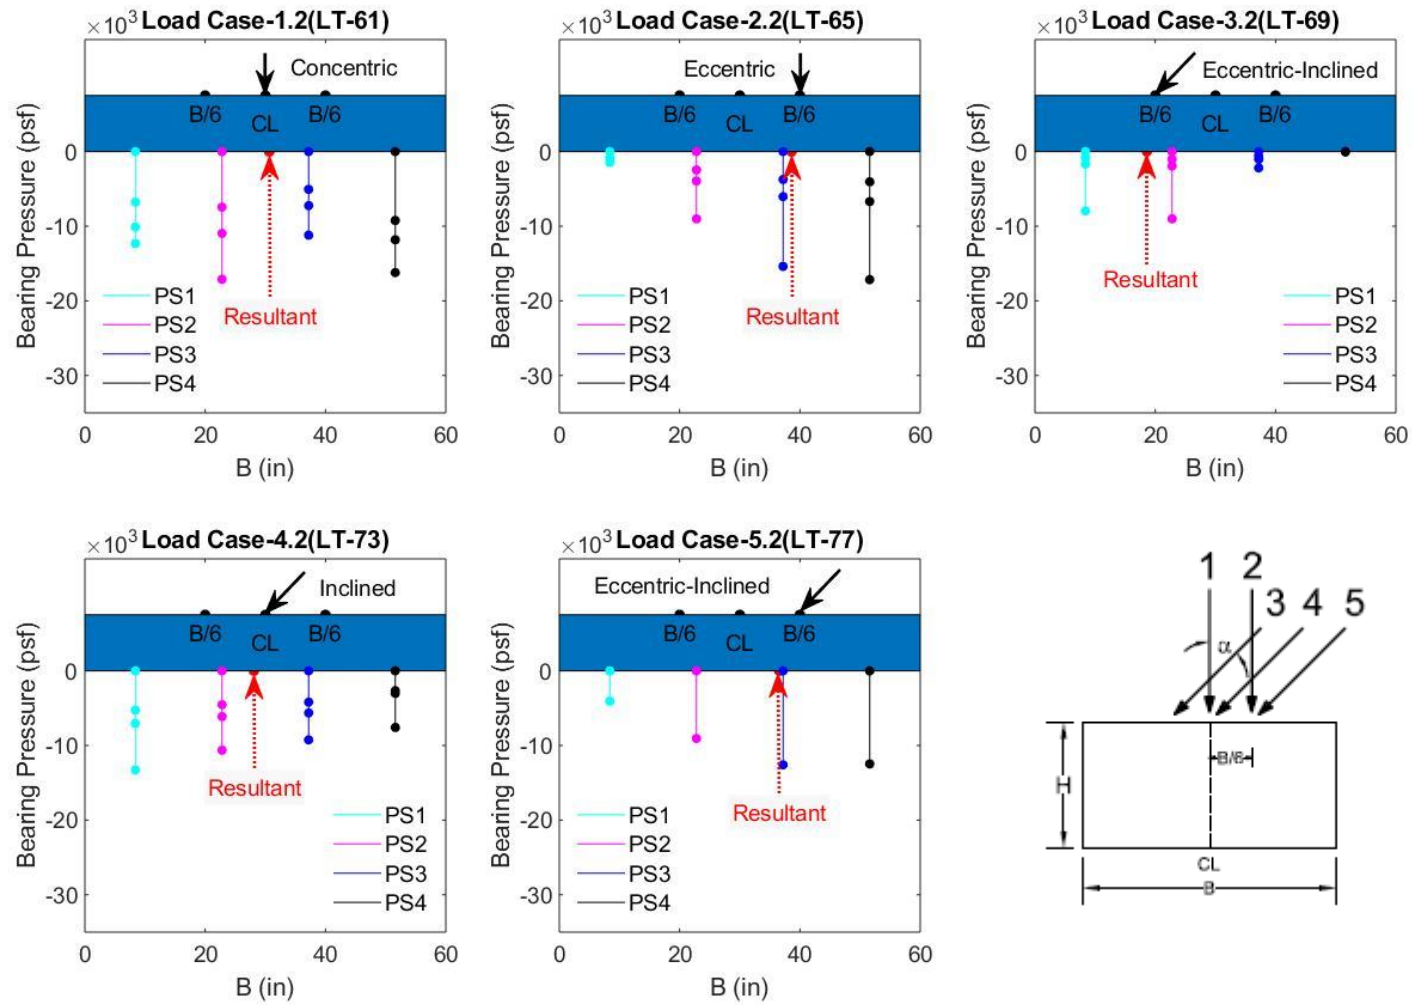 ×10³ Load Case-1.2(LT-61)
Concentric
B/6 CL B/6
Bearing Pressure (psf)
0
-10
-20
-30
Resultant
PS1
PS2
PS3
PS4
0 20 40 60
B (in)
×10³ Load Case-2.2(LT-65)
Eccentric
B/6 CL B/6
Bearing Pressure (psf)
0
-10
-20
-30
Resultant
PS1
PS2
PS3
PS4
0 20 40 60
B (in)
×10³ Load Case-3.2(LT-69)
Eccentric-Inclined
B/6 CL B/6
Bearing Pressure (psf)
0
-10
-20
-30
Resultant
PS1
PS2
PS3
PS4
0 20 40 60
B (in)
×10³ Load Case-4.2(LT-73)
Inclined
B/6 CL B/6
Bearing Pressure (psf)
0
-10
-20
-30
Resultant
PS1
PS2
PS3
PS4
0 20 40 60
B (in)
×10³ Load Case-5.2(LT-77)
Eccentric-Inclined
B/6 CL B/6
Bearing Pressure (psf)
0
-10
-20
-30
Resultant
PS1
PS2
PS3
PS4
0 20 40 60
B (in)
1 2
3 4 5
α
B/6
H
CL
B